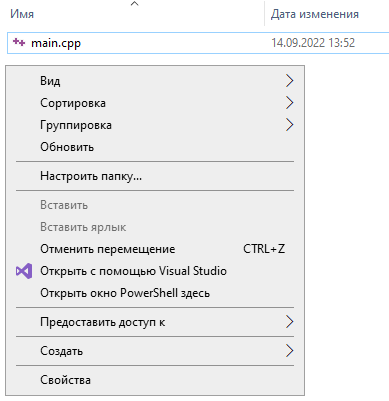 Имя Дата изменения
main.cpp 14.09.2022 13:52
Вид
Сортировка
Группировка
Обновить
Настроить папку...
Вставить
Вставить ярлык
Отменить перемещение CTRL+Z
Открыть с помощью Visual Studio
Открыть окно PowerShell здесь
Предоставить доступ к
Создать
Свойства